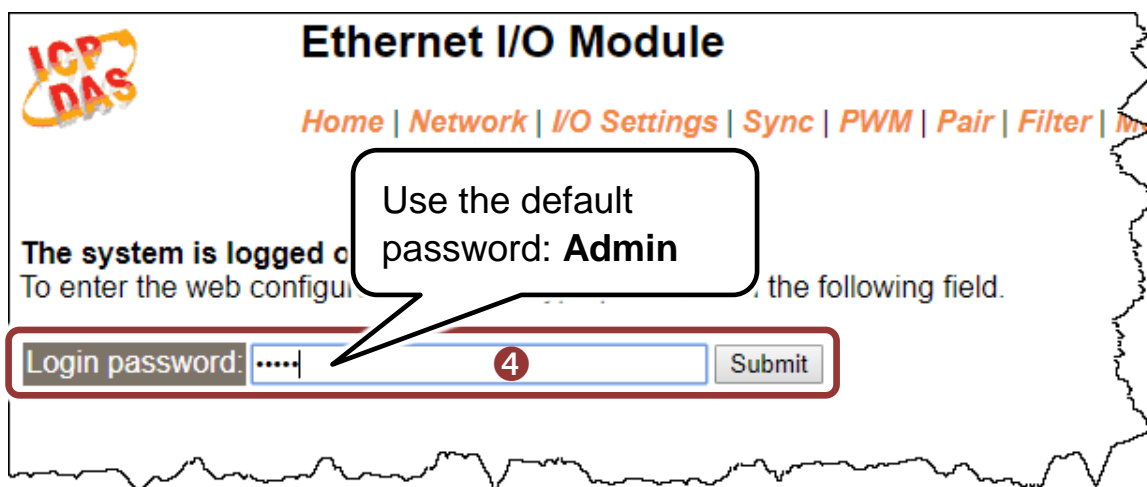 ICP
DAS
Ethernet I/O Module
Home | Network | I/O Settings | Sync | PWM | Pair | Filter |
Use the default
password: Admin
The system is logged
To enter the web the following field.
Login password: ••••• 4 Submit